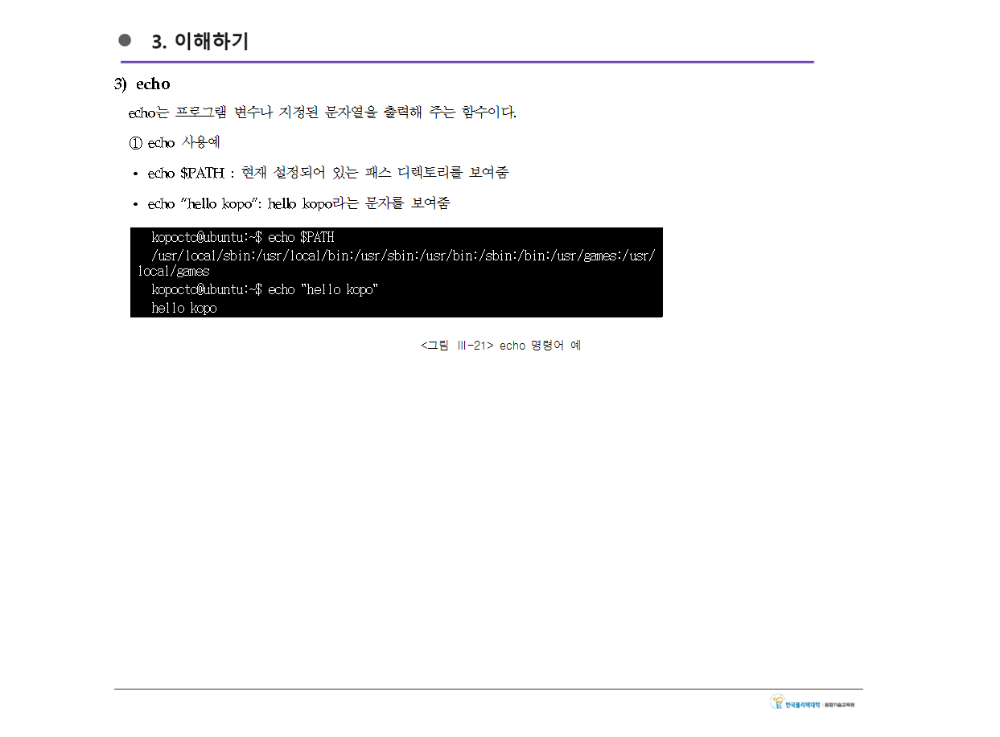 ● 3. 이해하기
3) echo
echo는 프로그램 변수나 지정된 문자열을 출력해 주는 함수이다.
① echo 사용예
• echo $PATH : 현재 설정되어 있는 패스 디렉토리를 보여줌
• echo “hello kopo”: hello kopo라는 문자를 보여줌
kopoctc@ubuntu:~$ echo $PATH
/usr/local/sbin:/usr/local/bin:/usr/sbin:/usr/bin:/sbin:/bin:/usr/games:/usr/
local/games
kopoctc@ubuntu:~$ echo "hello kopo"
hello kopo
<그림 Ⅲ-21> echo 명령어 예
한국폴리텍대학 | 융합기술교육원